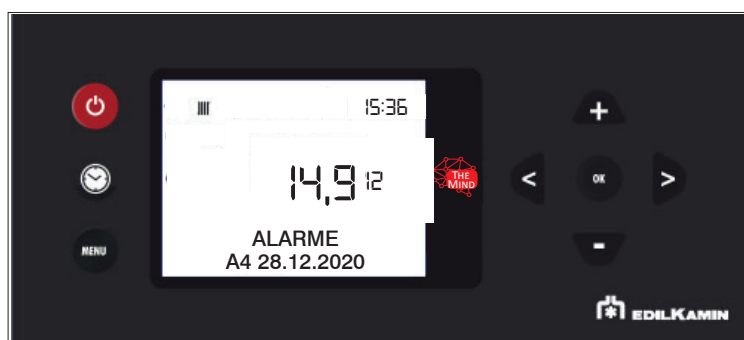 15:36
14,9 12
THE
MIND
ALARME
A4 28.12.2020
MENU
+
< OK >
-
EDILKAMIN